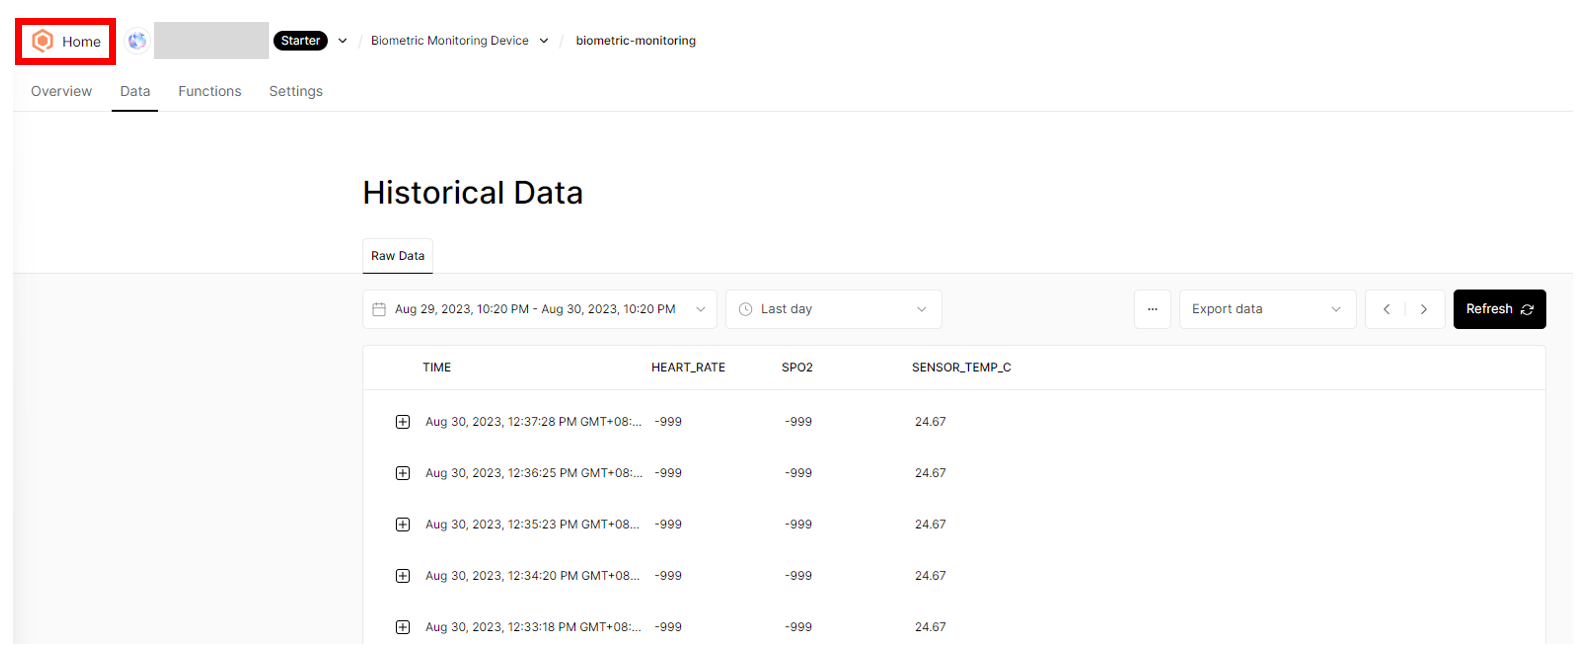 Home Starter / Biometric Monitoring Device / biometric-monitoring
Overview Data Functions Settings
Historical Data
Raw Data
Aug 29, 2023, 10:20 PM - Aug 30, 2023, 10:20 PM Last day ... Export data Refresh
TIME HEART_RATE SPO2 SENSOR_TEMP_C
Aug 30, 2023, 12:37:28 PM GMT+08:... -999 -999 24.67
Aug 30, 2023, 12:36:25 PM GMT+08:... -999 -999 24.67
Aug 30, 2023, 12:35:23 PM GMT+08... -999 -999 24.67
Aug 30, 2023, 12:34:20 PM GMT+08... -999 -999 24.67
Aug 30, 2023, 12:33:18 PM GMT+08:... -999 -999 24.67